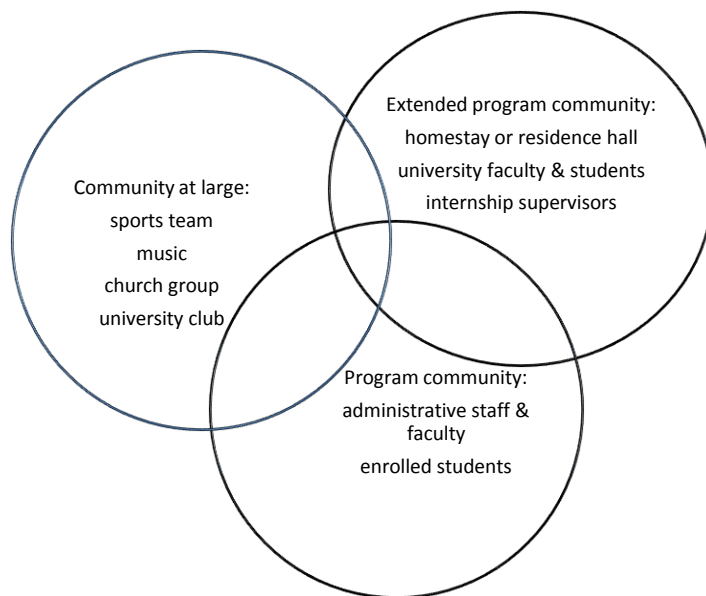 Extended program community:
homestay or residence hall
university faculty & students
internship supervisors
Community at large:
sports team
music
church group
university club
Program community:
administrative staff &
faculty
enrolled students